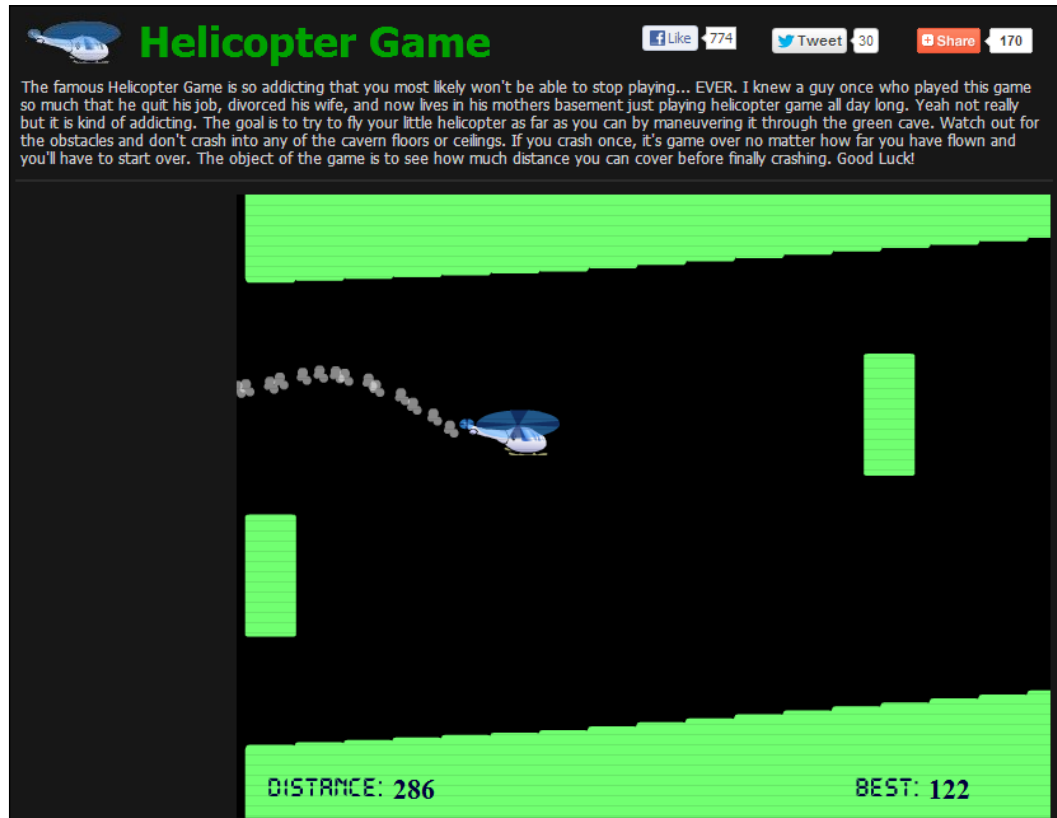 Helicopter Game
Like 774
Tweet 30
Share 170
The famous Helicopter Game is so addicting that you most likely won't be able to stop playing... EVER. I knew a guy once who played this game
so much that he quit his job, divorced his wife, and now lives in his mothers basement just playing helicopter game all day long. Yeah not really
but it is kind of addicting. The goal is to try to fly your little helicopter as far as you can by maneuvering it through the green cave. Watch out for
the obstacles and don't crash into any of the cavern floors or ceilings. If you crash once, it's game over no matter how far you have flown and
you'll have to start over. The object of the game is to see how much distance you can cover before finally crashing. Good Luck!
DISTANCE: 286
BEST: 122